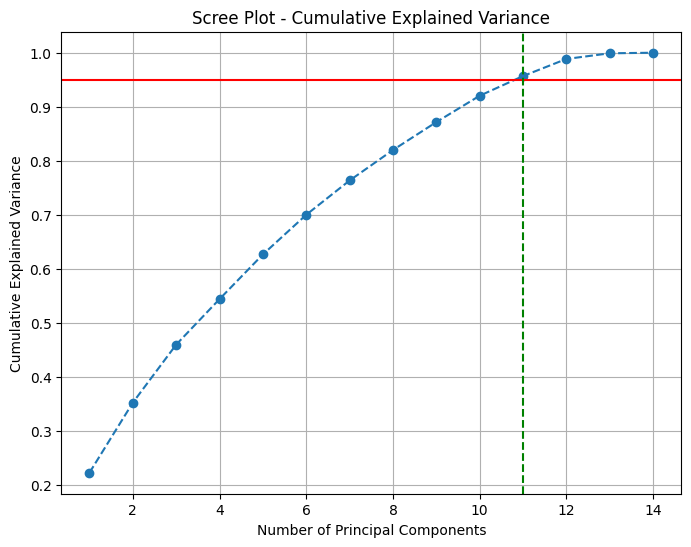 Scree Plot - Cumulative Explained Variance
Cumulative Explained Variance
1.0
0.9
0.8
0.7
0.6
0.5
0.4
0.3
0.2
2 4 6 8 10 12 14
Number of Principal Components